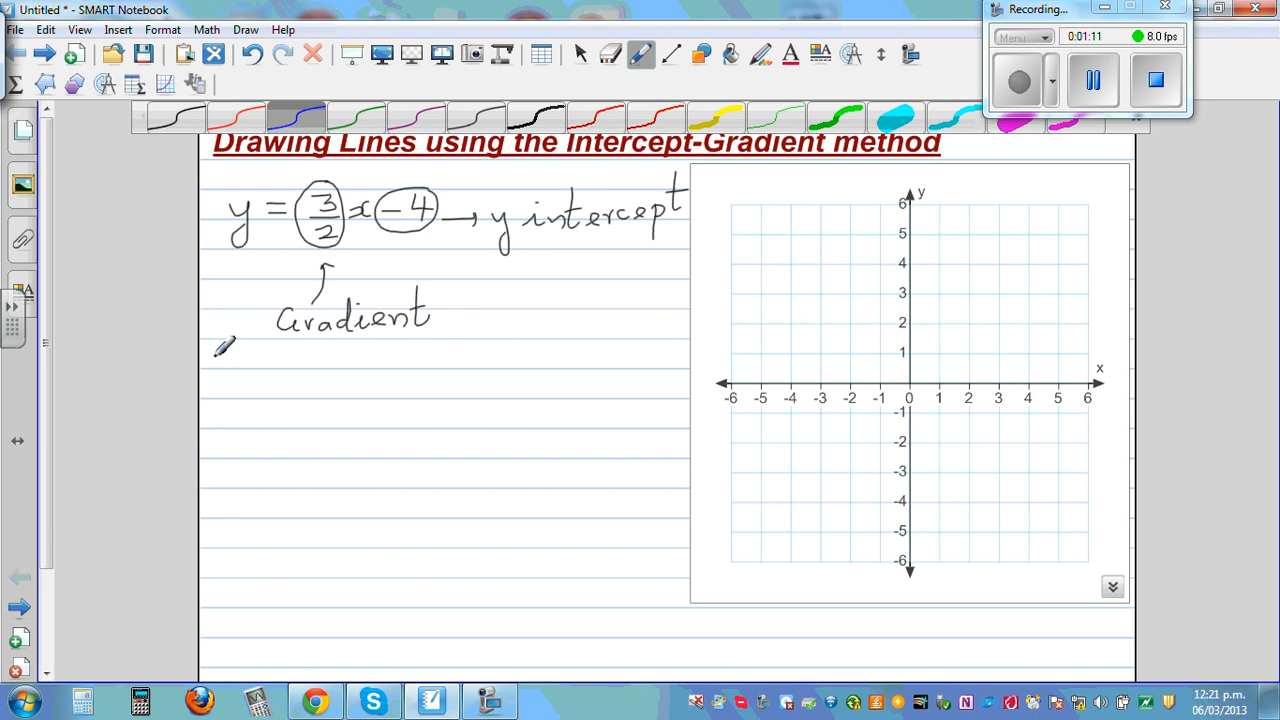 Untitled * - SMART Notebook
Recording...
File Edit View Insert Format Math Draw Help
Menu
0:01:11
8.0 fps
Drawing Lines using the Intercept-Gradient method
y = 3/2 x - 4 → y intercept
Gradient
y
6
5
4
3
2
1
x
-6 -5 -4 -3 -2 -1 0 1 2 3 4 5 6
-1
-2
-3
-4
-5
-6
12:21 p.m.
06/03/2013